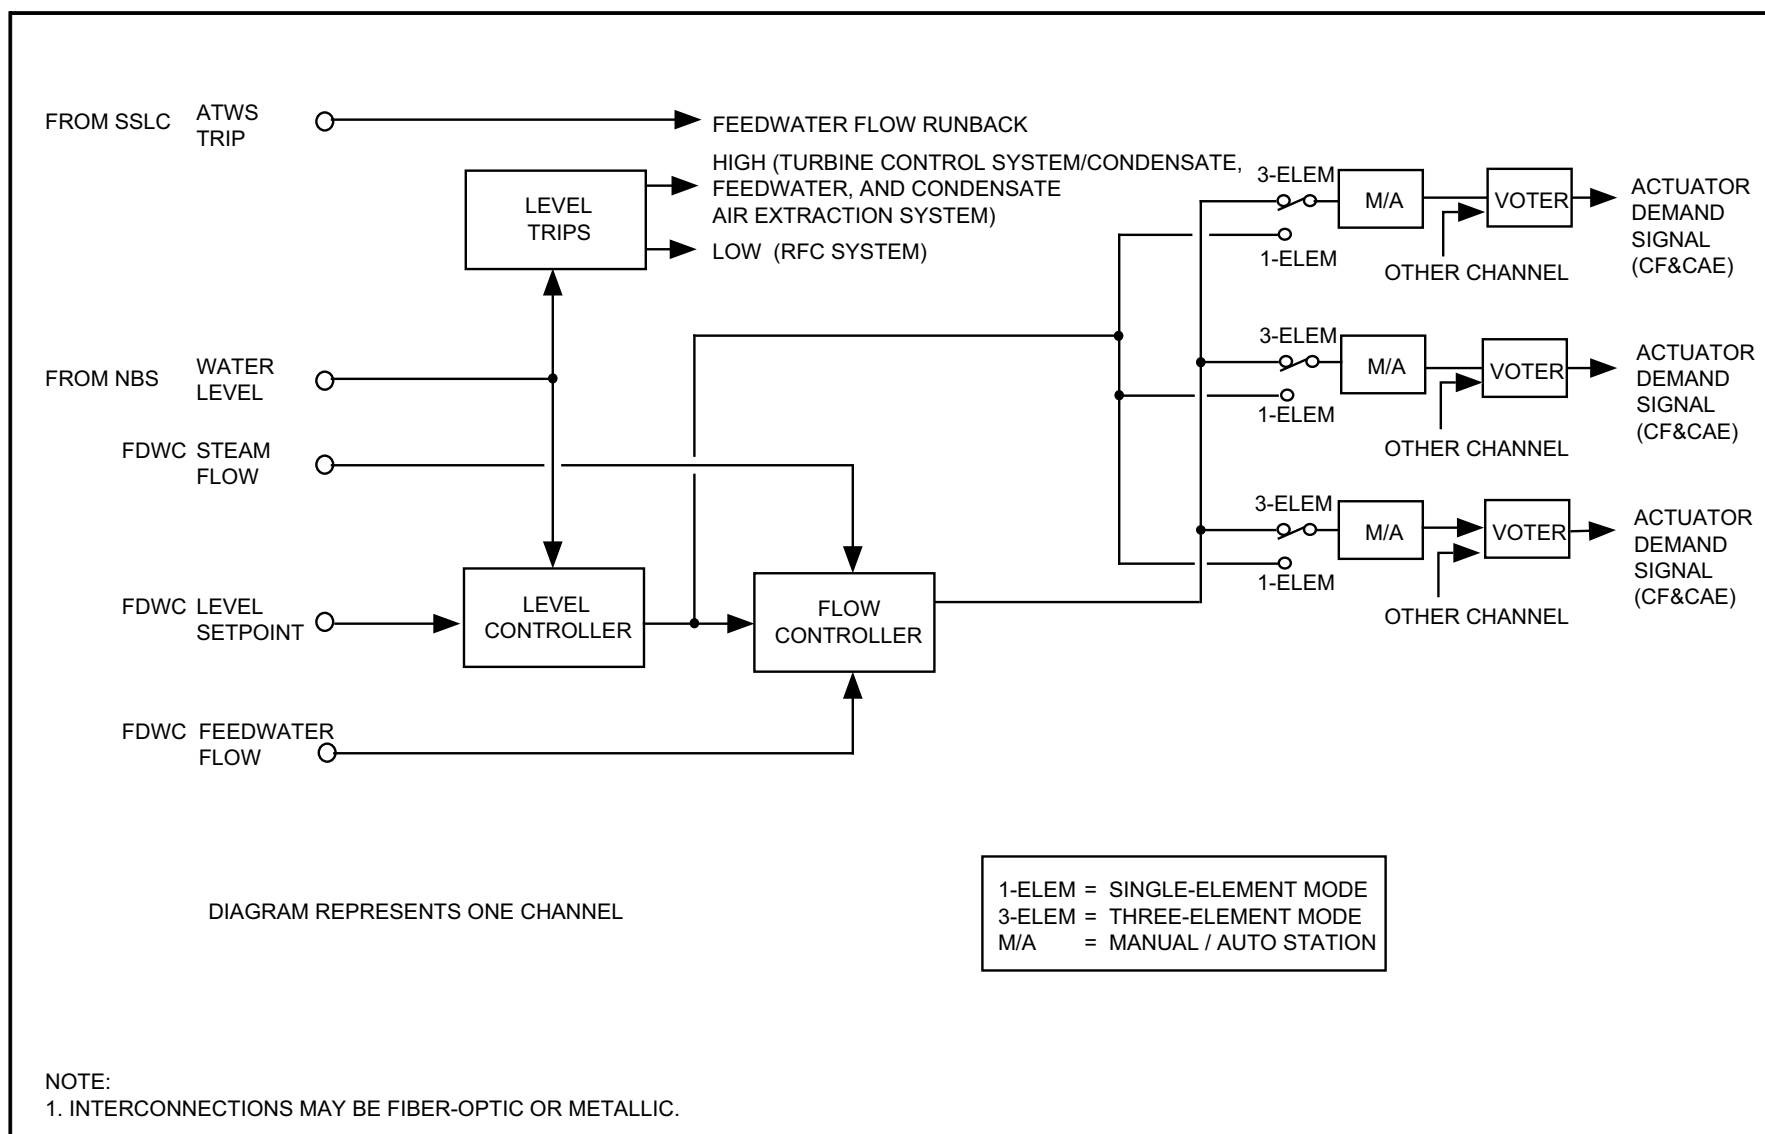 FROM SSLC ATWS
TRIP
FEEDWATER FLOW RUNBACK
HIGH (TURBINE CONTROL SYSTEM/CONDENSATE,
FEEDWATER, AND CONDENSATE
AIR EXTRACTION SYSTEM)
LEVEL
TRIPS
LOW (RFC SYSTEM)
3-ELEM
1-ELEM
M/A
VOTER
OTHER CHANNEL
ACTUATOR
DEMAND
SIGNAL
(CF&CAE)
FROM NBS WATER
LEVEL
3-ELEM
1-ELEM
M/A
VOTER
OTHER CHANNEL
ACTUATOR
DEMAND
SIGNAL
(CF&CAE)
FDWC STEAM
FLOW
3-ELEM
1-ELEM
M/A
VOTER
OTHER CHANNEL
ACTUATOR
DEMAND
SIGNAL
(CF&CAE)
FDWC LEVEL
SETPOINT
LEVEL
CONTROLLER
FLOW
CONTROLLER
FDWC FEEDWATER
FLOW
DIAGRAM REPRESENTS ONE CHANNEL
1-ELEM = SINGLE-ELEMENT MODE
3-ELEM = THREE-ELEMENT MODE
M/A = MANUAL / AUTO STATION
NOTE:
1. INTERCONNECTIONS MAY BE FIBER-OPTIC OR METALLIC.